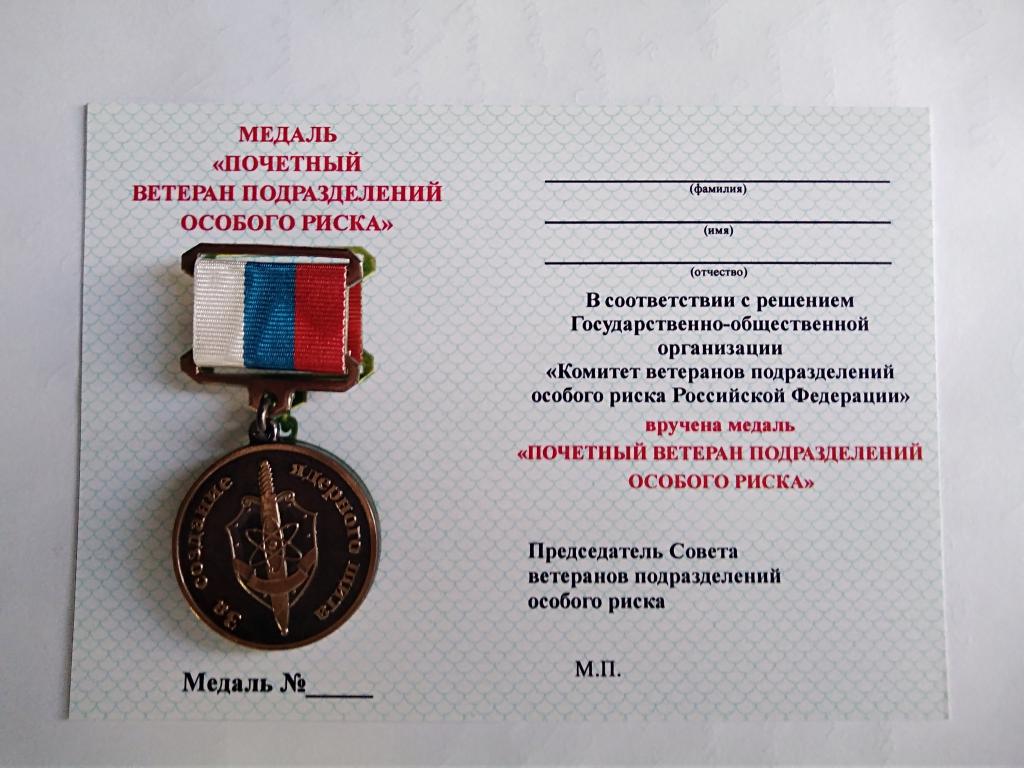 МЕДАЛЬ
«ПОЧЕТНЫЙ
ВЕТЕРАН ПОДРАЗДЕЛЕНИЙ
ОСОБОГО РИСКА»
За создание ядерного щита
Медаль №_____
(фамилия)
(имя)
(отчество)
В соответствии с решением
Государственно-общественной
организации
«Комитет ветеранов подразделений
особого риска Российской Федерации»
вручена медаль
«ПОЧЕТНЫЙ ВЕТЕРАН ПОДРАЗДЕЛЕНИЙ
ОСОБОГО РИСКА»
Председатель Совета
ветеранов подразделений
особого риска
М.П.